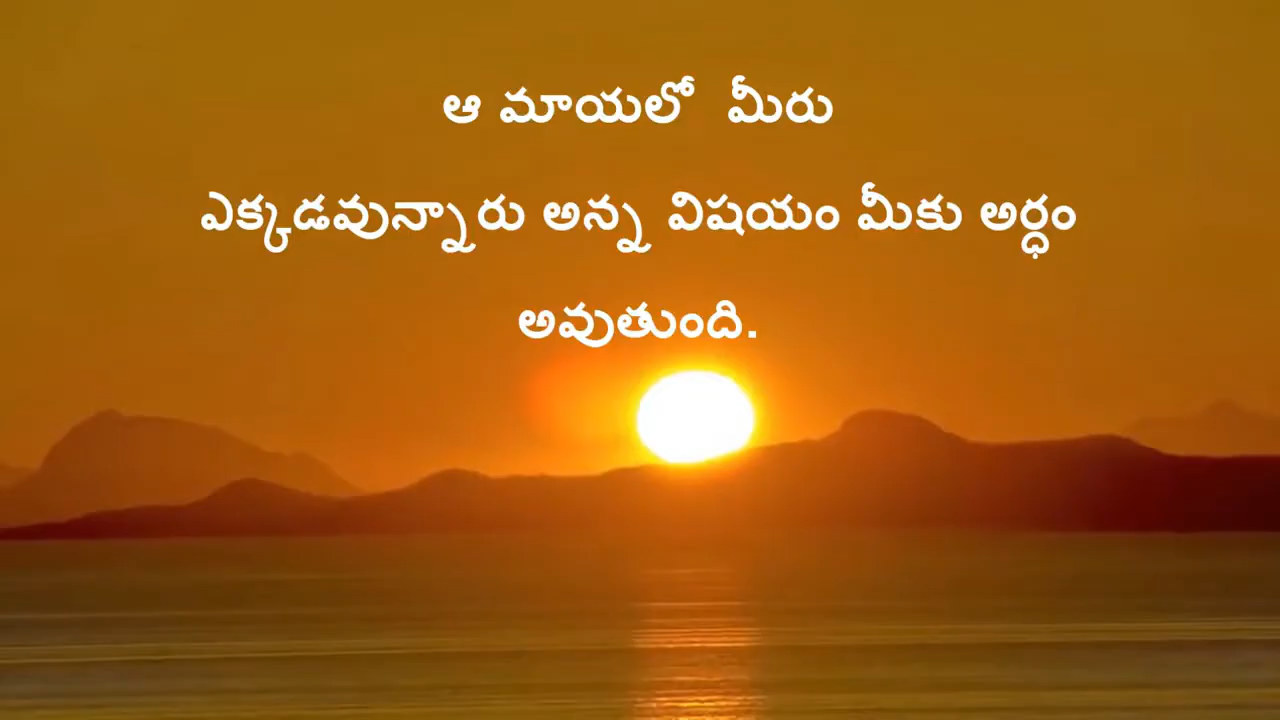 ఆ మాయలో మీరు
ఎక్కడవున్నారు అన్న విషయం మీకు అర్ధం
అవుతుంది.